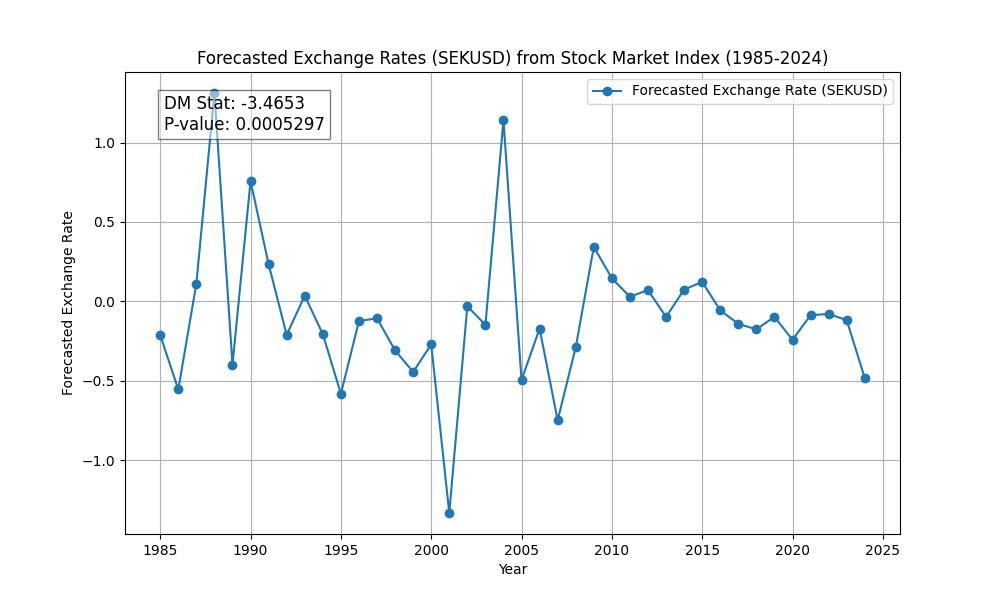 Forecasted Exchange Rates (SEKUSD) from Stock Market Index (1985-2024)
DM Stat: -3.4653
P-value: 0.0005297
Forecasted Exchange Rate (SEKUSD)
Forecasted Exchange Rate
1.0
0.5
0.0
−0.5
−1.0
1985 1990 1995 2000 2005 2010 2015 2020 2025
Year